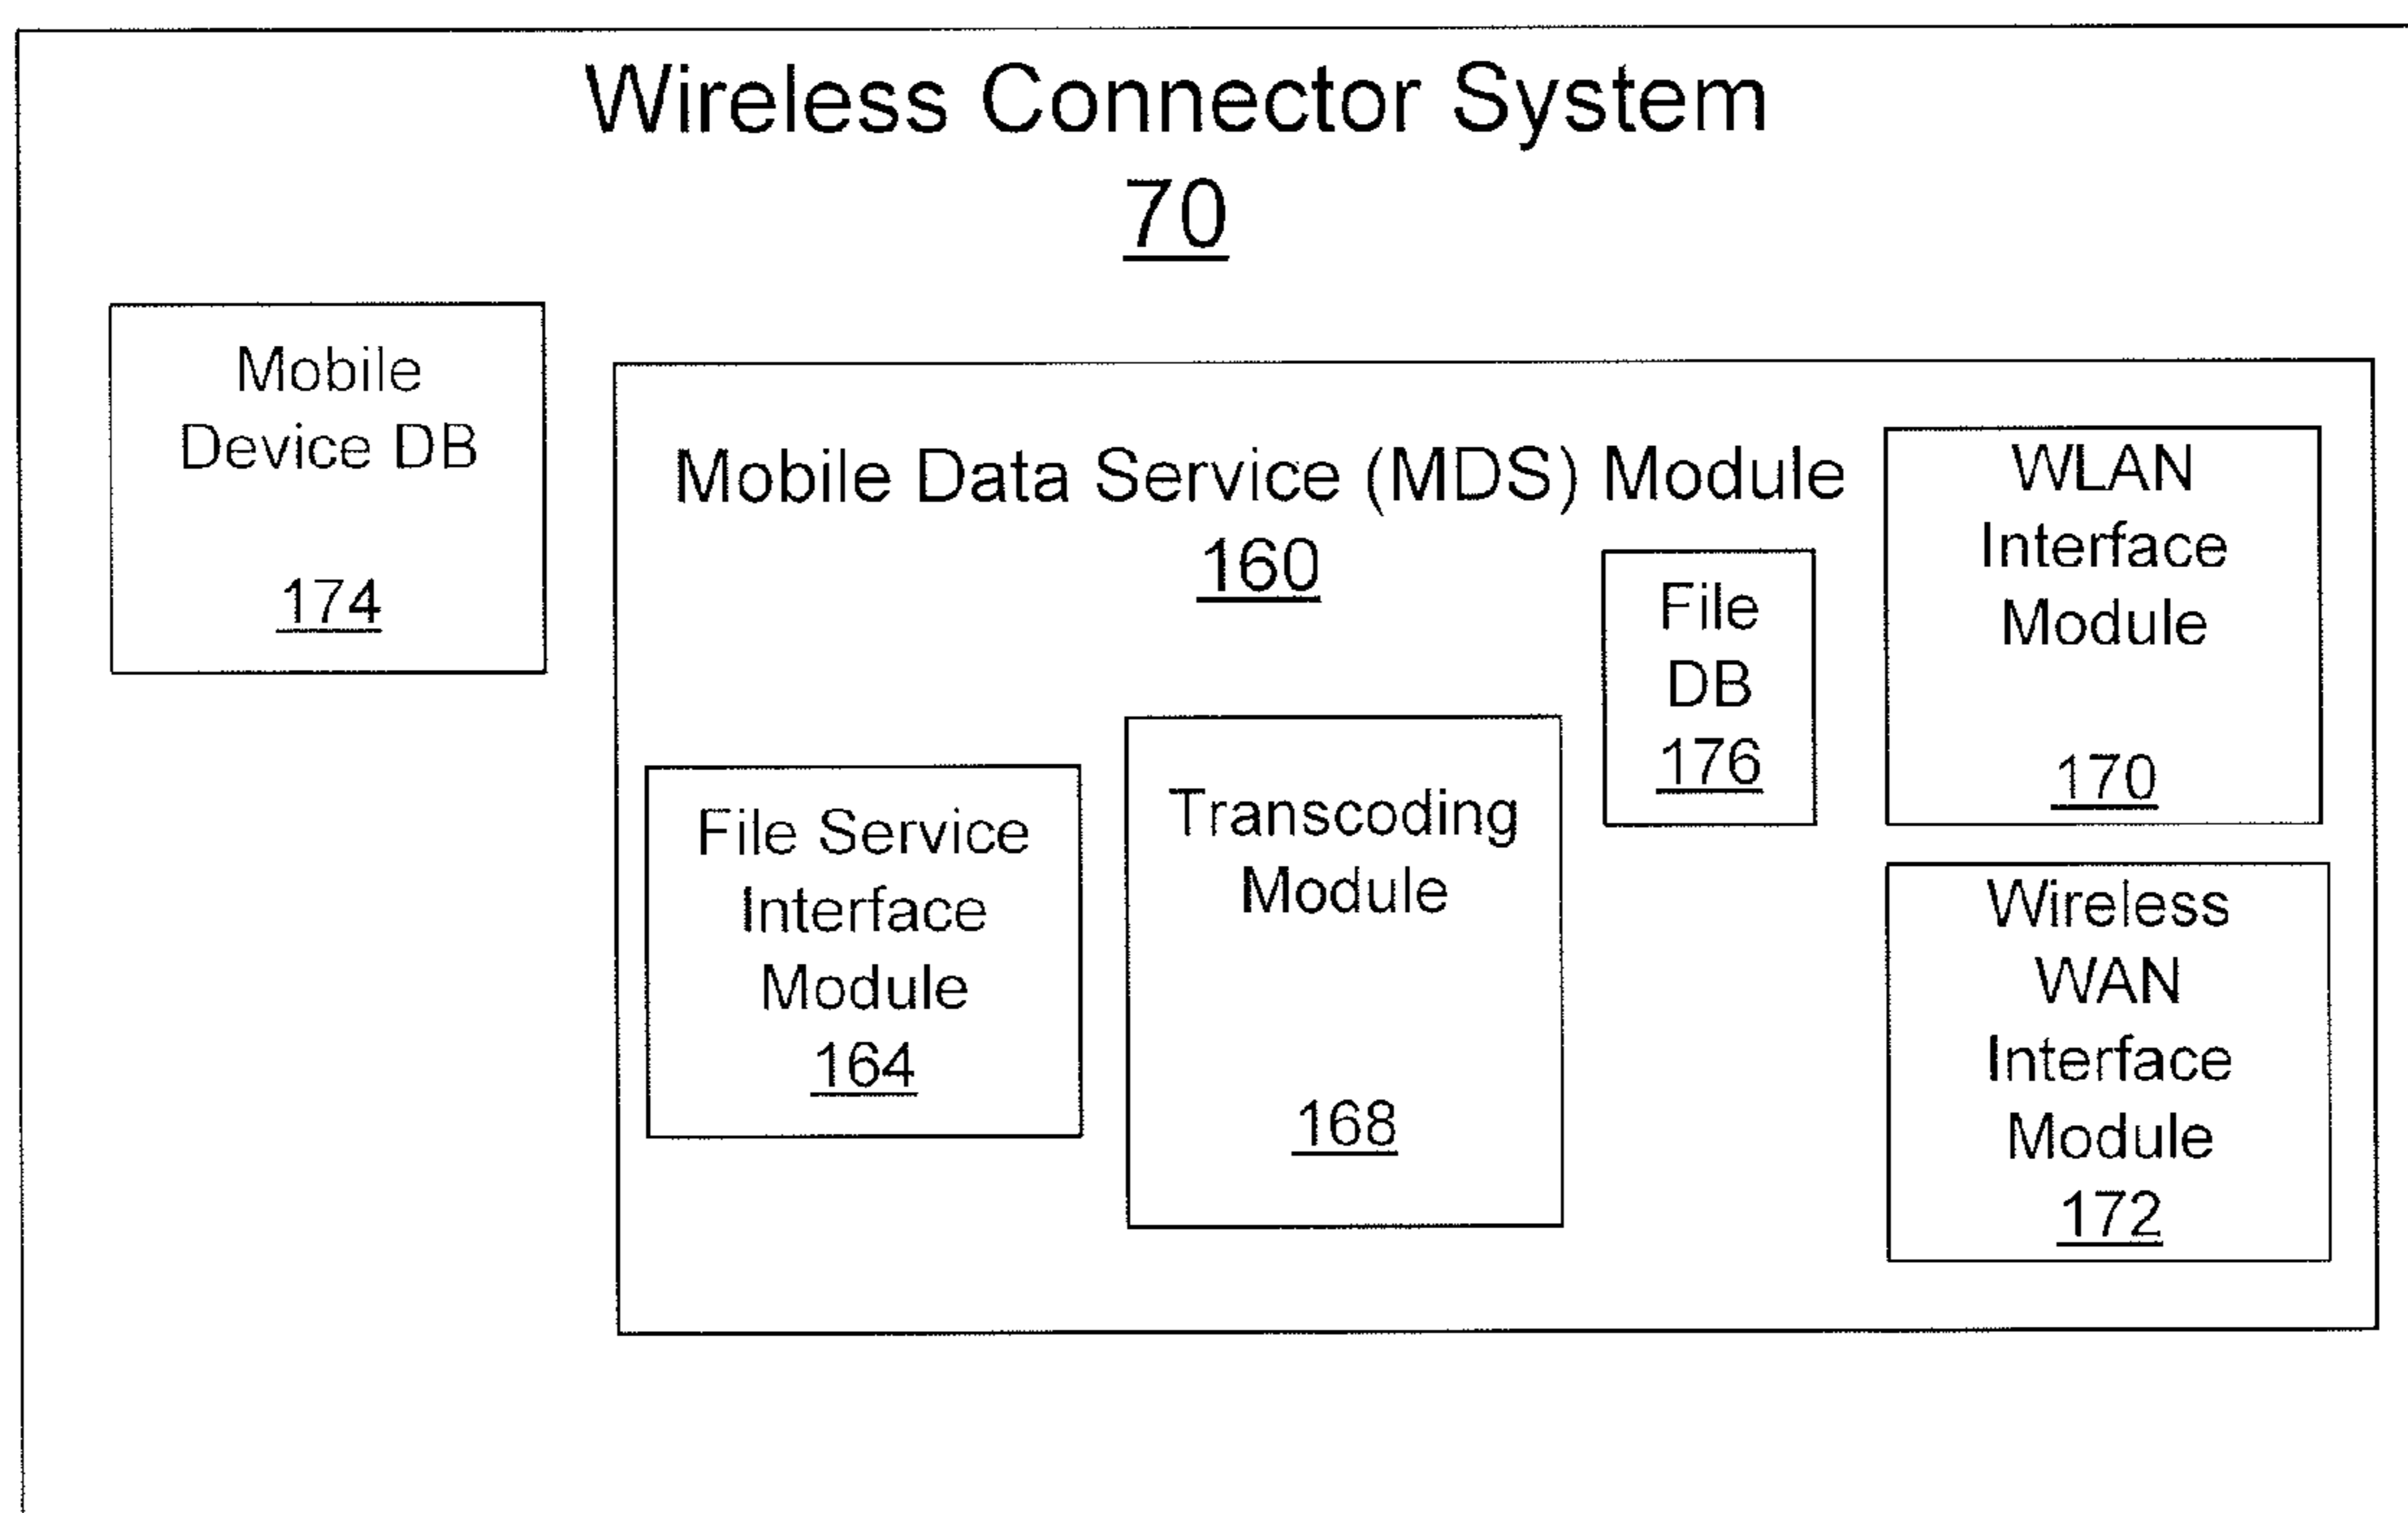 Wireless Connector System
70
Mobile
Device DB
174
Mobile Data Service (MDS) Module
160
File Service
Interface
Module
164
Transcoding
Module
168
File
DB
176
WLAN
Interface
Module
170
Wireless
WAN
Interface
Module
172